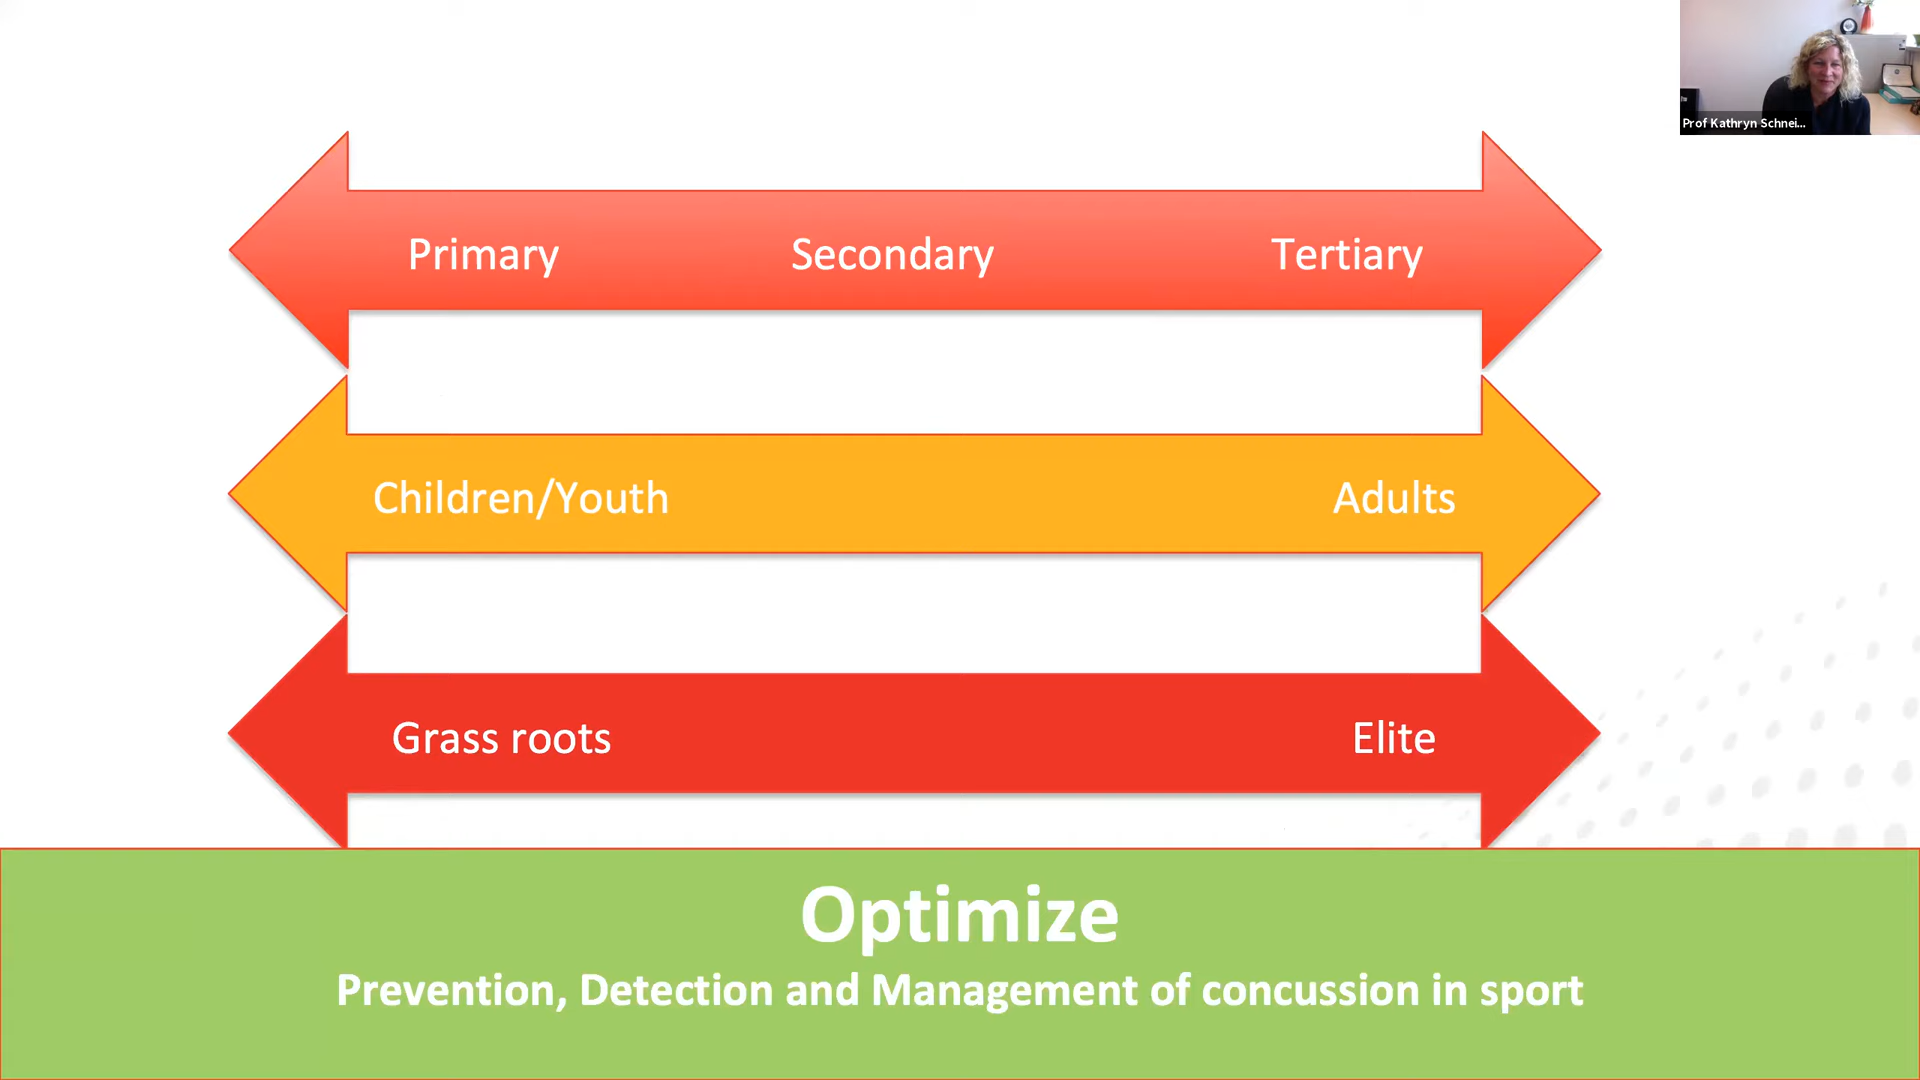 Prof Kathryn Schnei...
Primary Secondary Tertiary
Children/Youth Adults
Grass roots Elite
Optimize
Prevention, Detection and Management of concussion in sport